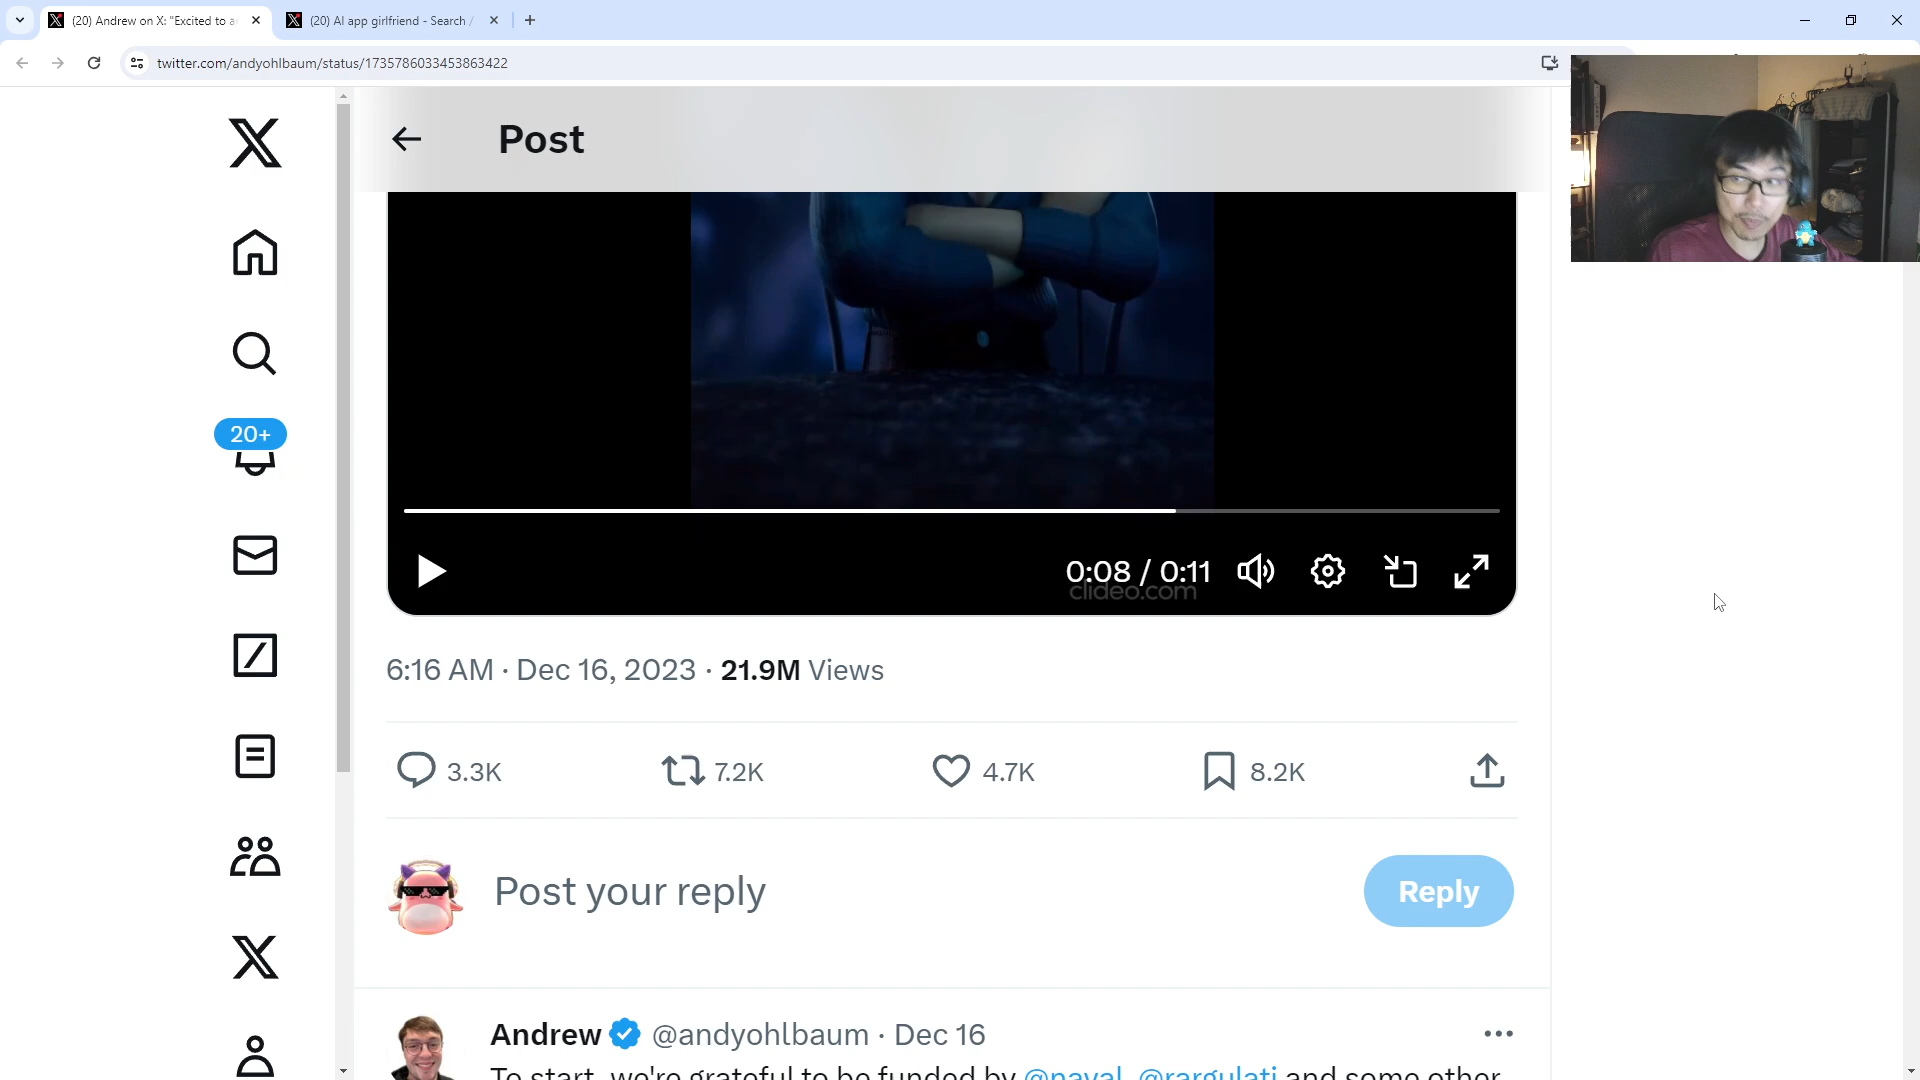 (20) Andrew on X: "Excited to a
(20) AI app girlfriend - Search /
twitter.com/andyohlbaum/status/1735786033453863422
Post
20+
0:08 / 0:11
clideo.com
6:16 AM · Dec 16, 2023 · 21.9M Views
3.3K
7.2K
4.7K
8.2K
Post your reply
Reply
Andrew @andyohlbaum · Dec 16
To start, we're grateful to be funded by @naval, @rargulati and some other